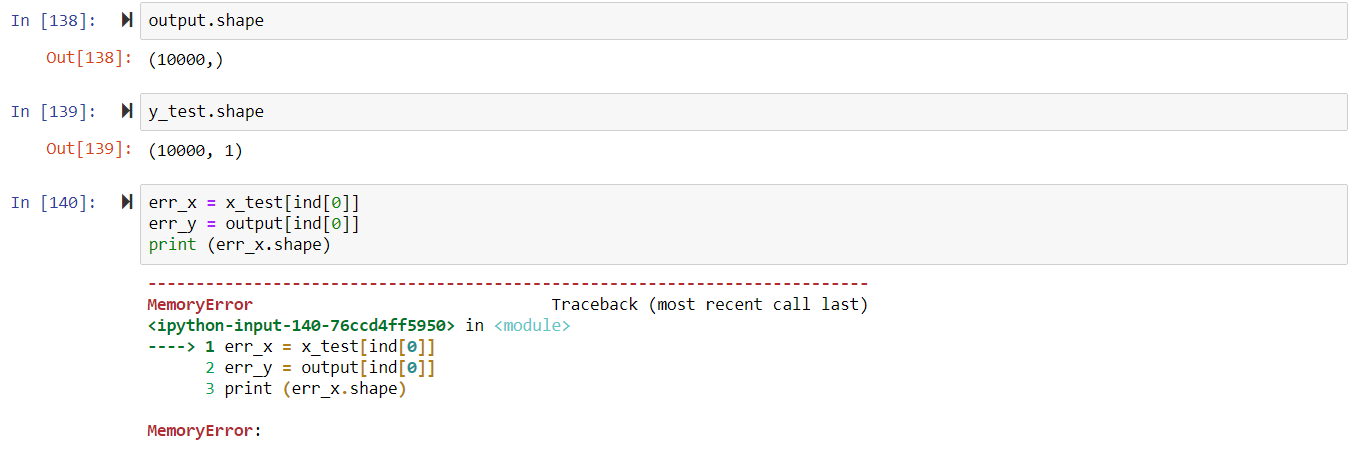 In [138]: output.shape
Out[138]: (10000,)
In [139]: y_test.shape
Out[139]: (10000, 1)
In [140]: err_x = x_test[ind[0]]
err_y = output[ind[0]]
print (err_x.shape)
---------------------------------------------------------------------------
MemoryError Traceback (most recent call last)
<ipython-input-140-76ccd4ff5950> in <module>
----> 1 err_x = x_test[ind[0]]
2 err_y = output[ind[0]]
3 print (err_x.shape)
MemoryError: